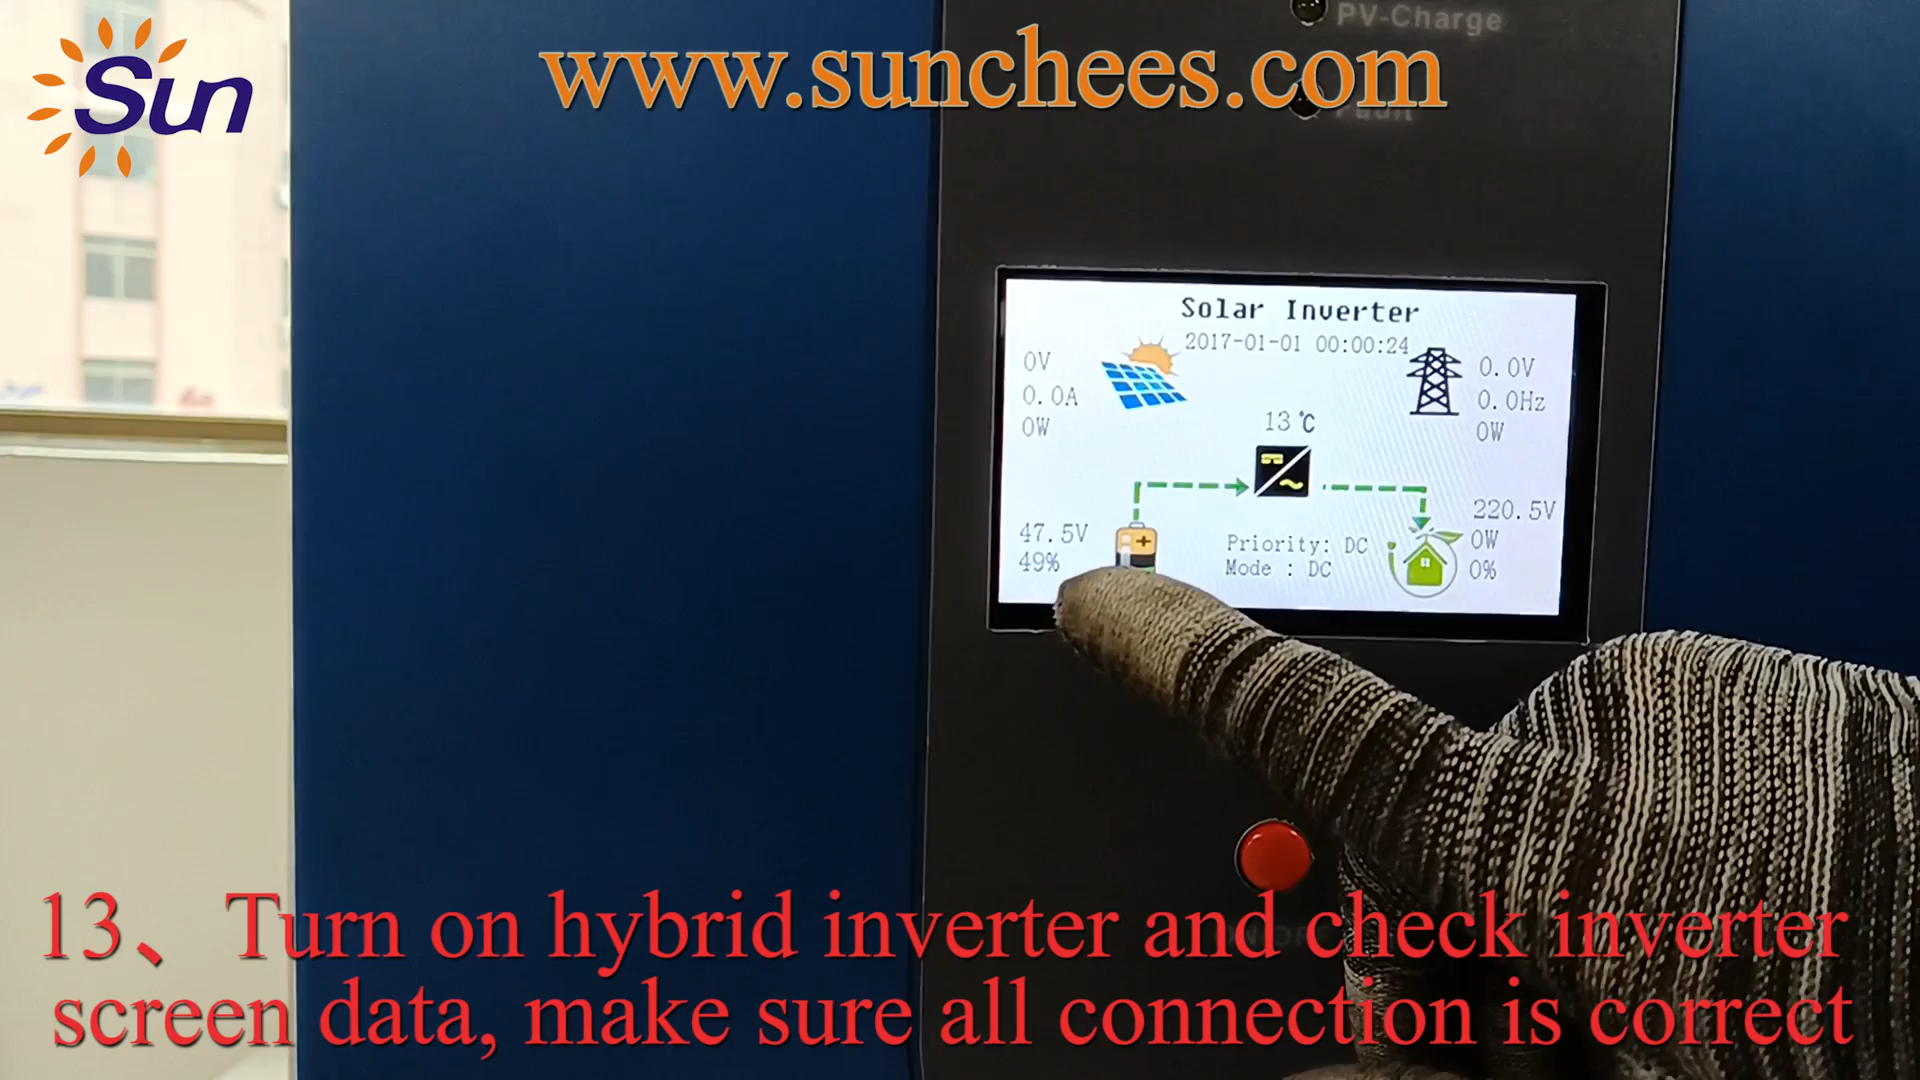 Sun
www.sunchees.com
PV-Charge
Fault
Solar Inverter
2017-01-01 00:00:24
0V
0.0A
0W
0.0V
0.0Hz
0W
13℃
47.5V
49%
Priority: DC
Mode : DC
220.5V
0W
0%
13、Turn on hybrid inverter and check inverter
screen data, make sure all connection is correct